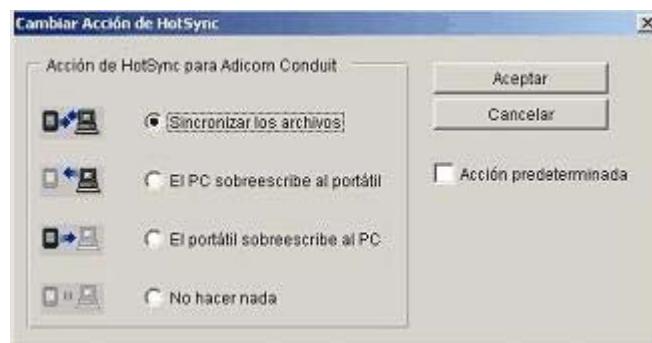 Cambiar Acción de HotSync
Acción de HotSync para Adicom Conduit
Sincronizar los archivos
El PC sobreescribe al portátil
El portátil sobreescribe al PC
No hacer nada
Aceptar
Cancelar
Acción predeterminada